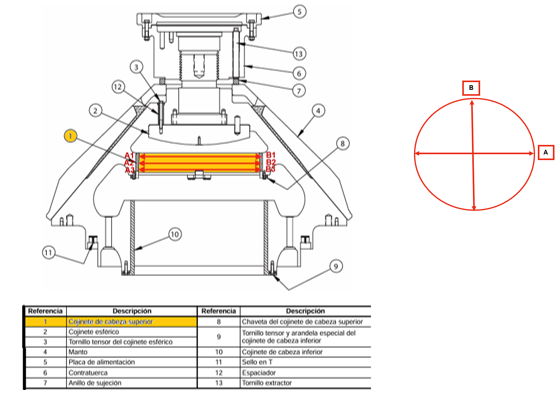 5
13
3
6
12
7
2
4
1
8
A1 B1
B2
A3 B3
10
11
9
B
A
Referencia Descripción Referencia Descripción
1 Cojinete de cabeza superior 8 Chaveta del cojinete de cabeza superior
2 Cojinete esférico 9 Tornillo tensor y arandela especial del
3 Tornillo tensor del cojinete esférico cojinete de cabeza inferior
4 Manto 10 Cojinete de cabeza inferior
5 Placa de alimentación 11 Sello en T
6 Contratuerca 12 Espaciador
7 Anillo de sujeción 13 Tornillo extractor